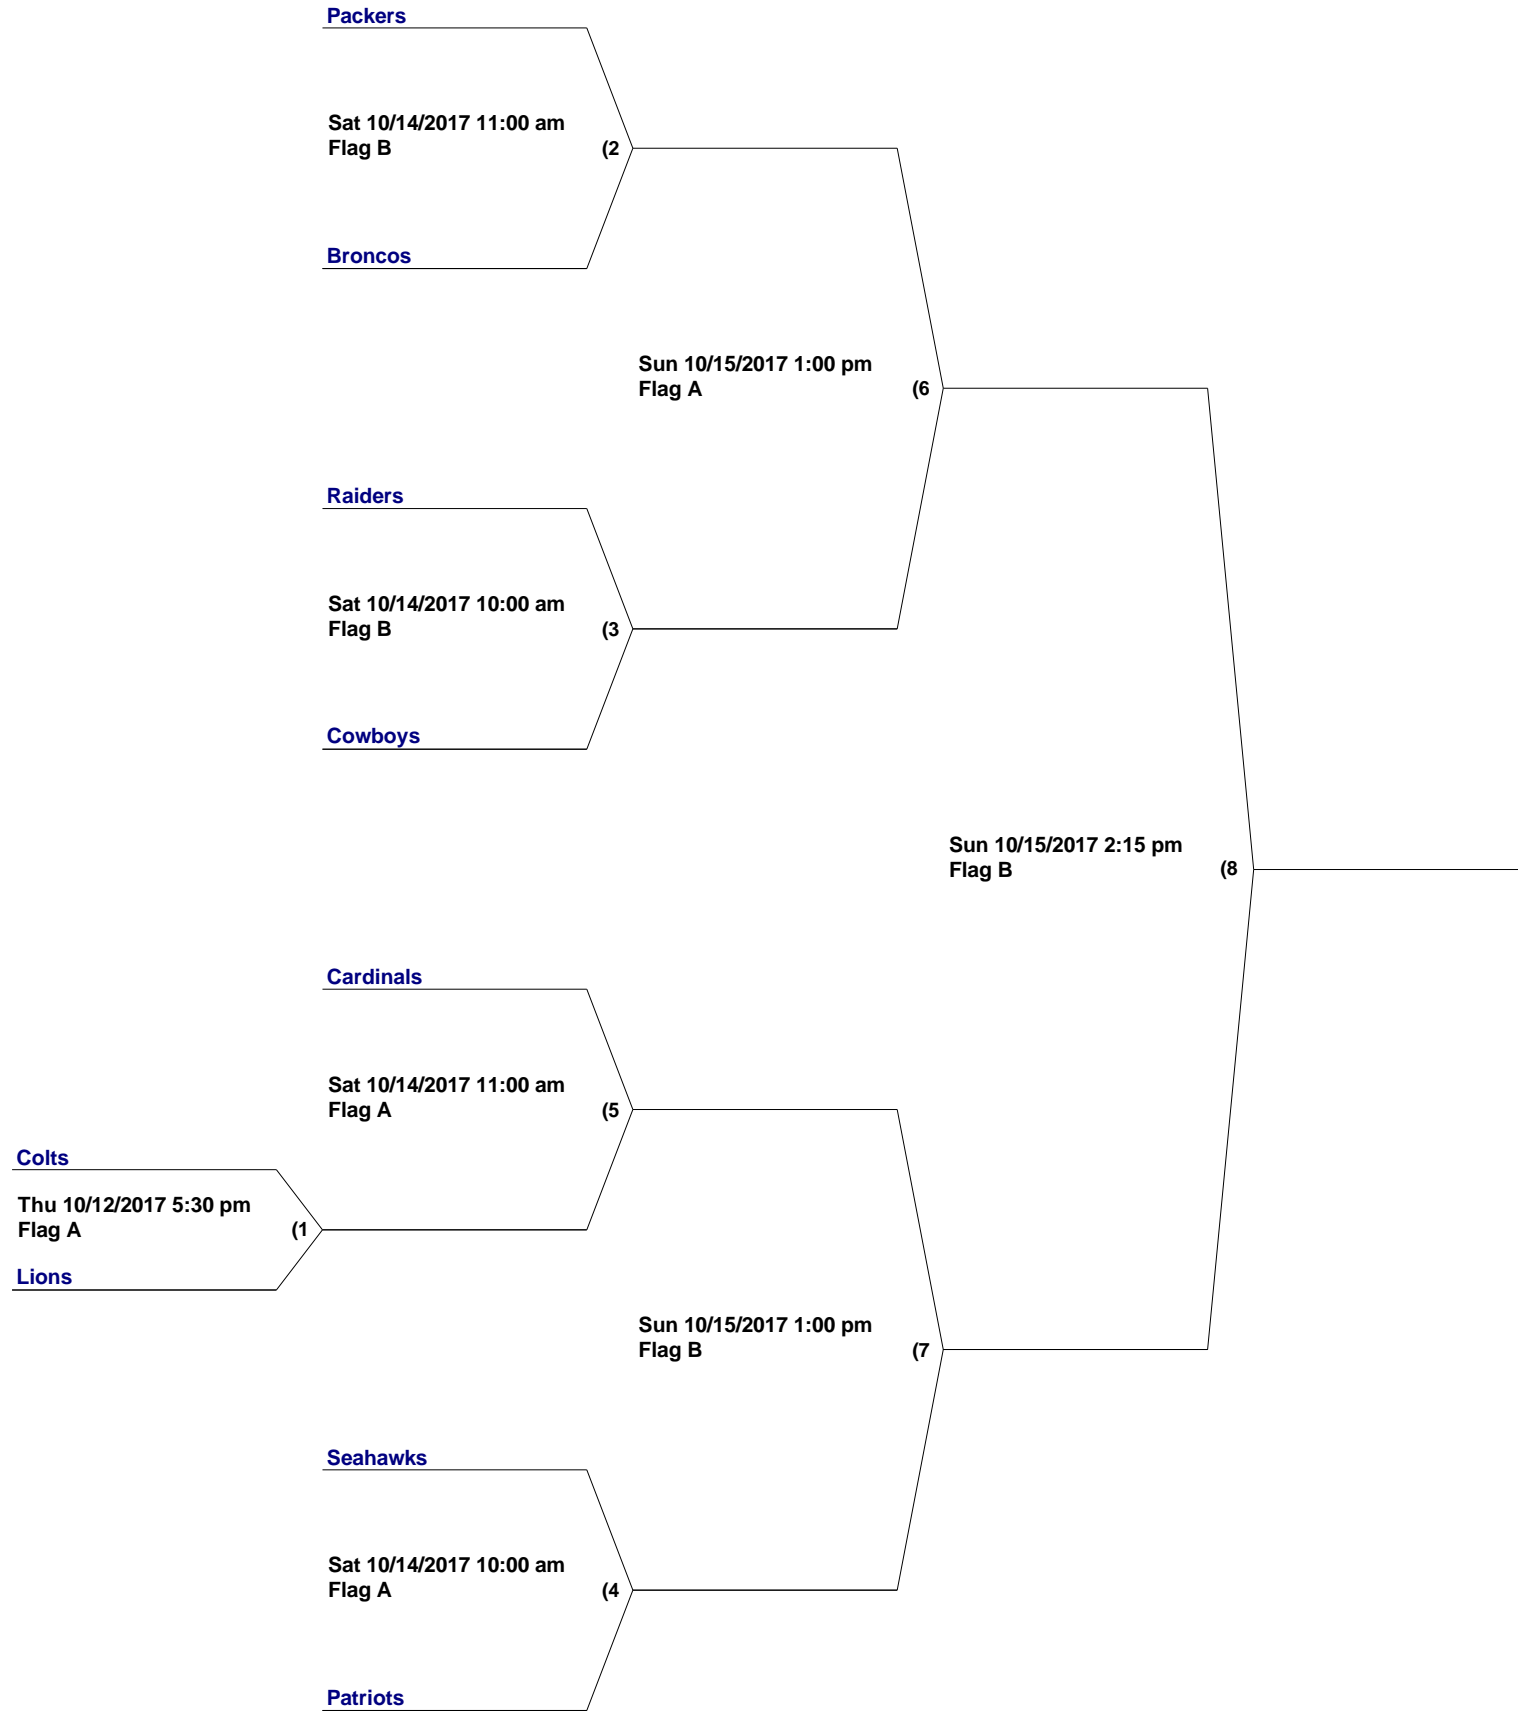 Packers
Sat 10/14/2017 11:00 am
Flag B (2
Broncos
Sun 10/15/2017 1:00 pm
Flag A (6
Raiders
Sat 10/14/2017 10:00 am
Flag B (3
Cowboys
Sun 10/15/2017 2:15 pm
Flag B (8
Cardinals
Sat 10/14/2017 11:00 am
Flag A (5
Colts
Thu 10/12/2017 5:30 pm
Flag A (1
Lions
Sun 10/15/2017 1:00 pm
Flag B (7
Seahawks
Sat 10/14/2017 10:00 am
Flag A (4
Patriots